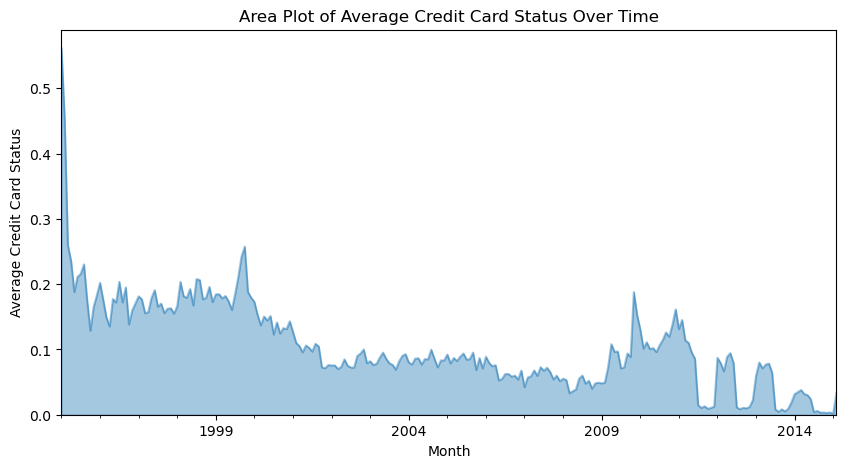 Area Plot of Average Credit Card Status Over Time
Average Credit Card Status
0.5
0.4
0.3
0.2
0.1
0.0
1999 2004 2009 2014
Month